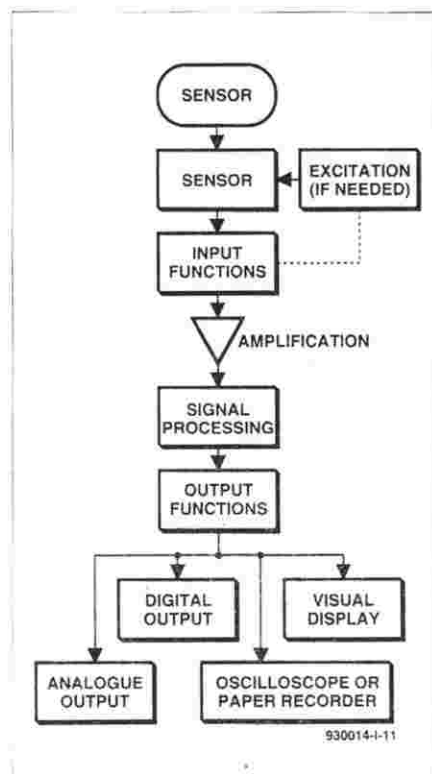 SENSOR
SENSOR
EXCITATION
(IF NEEDED)
INPUT
FUNCTIONS
AMPLIFICATION
SIGNAL
PROCESSING
OUTPUT
FUNCTIONS
DIGITAL
OUTPUT
VISUAL
DISPLAY
ANALOGUE
OUTPUT
OSCILLOSCOPE OR
PAPER RECORDER
930014-I-11